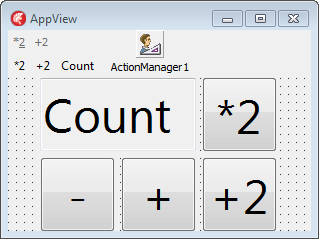 AppView
*2 +2
*2 +2 Count ActionManager1
Count *2
- + +2